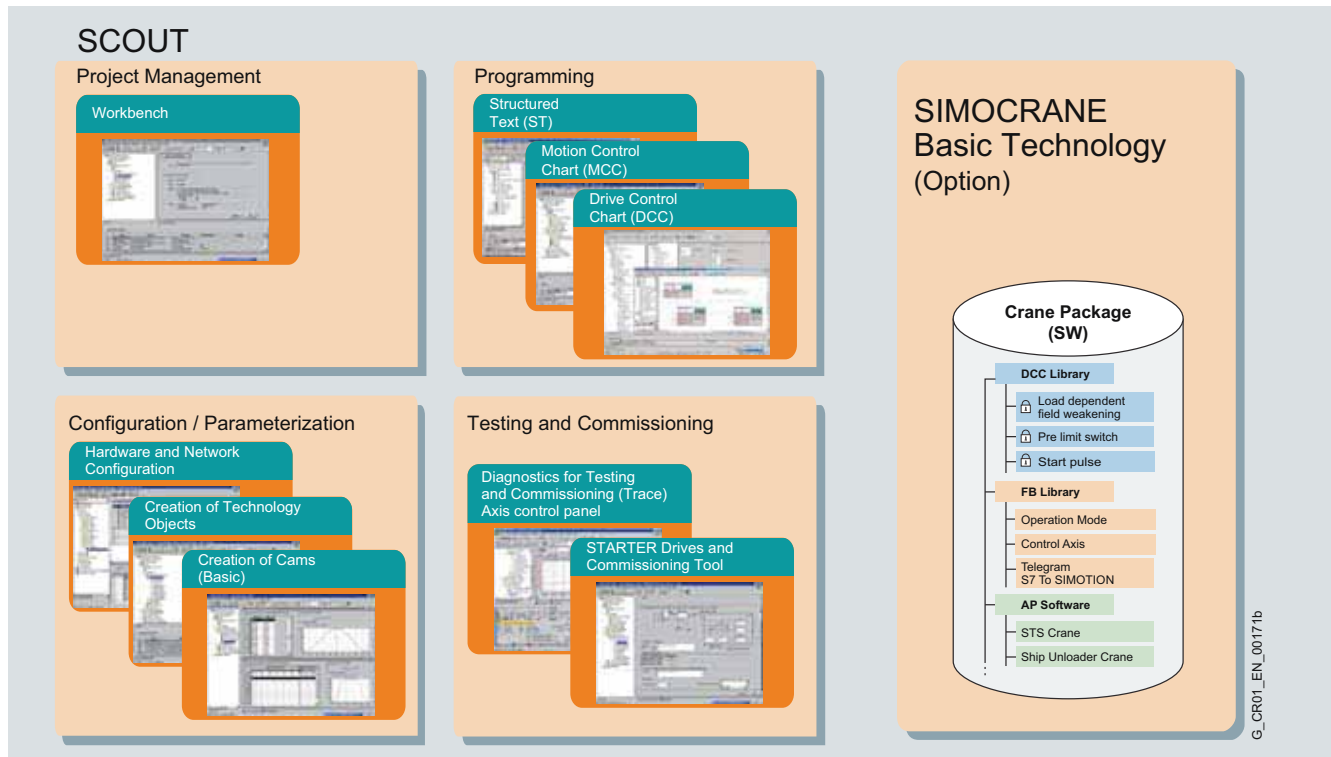 SCOUT
Project Management
Workbench
Programming
Structured
Text (ST)
Motion Control
Chart (MCC)
Drive Control
Chart (DCC)
Configuration / Parameterization
Hardware and Network
Configuration
Creation of Technology
Objects
Creation of Cams
(Basic)
Testing and Commissioning
Diagnostics for Testing
and Commissioning (Trace)
Axis control panel
STARTER Drives and
Commissioning Tool
SIMOCRANE
Basic Technology
(Option)
Crane Package
(SW)
DCC Library
Load dependent
field weakening
Pre limit switch
Start pulse
FB Library
Operation Mode
Control Axis
Telegram
S7 To SIMOTION
AP Software
STS Crane
Ship Unloader Crane
G_CR01_EN_00171b